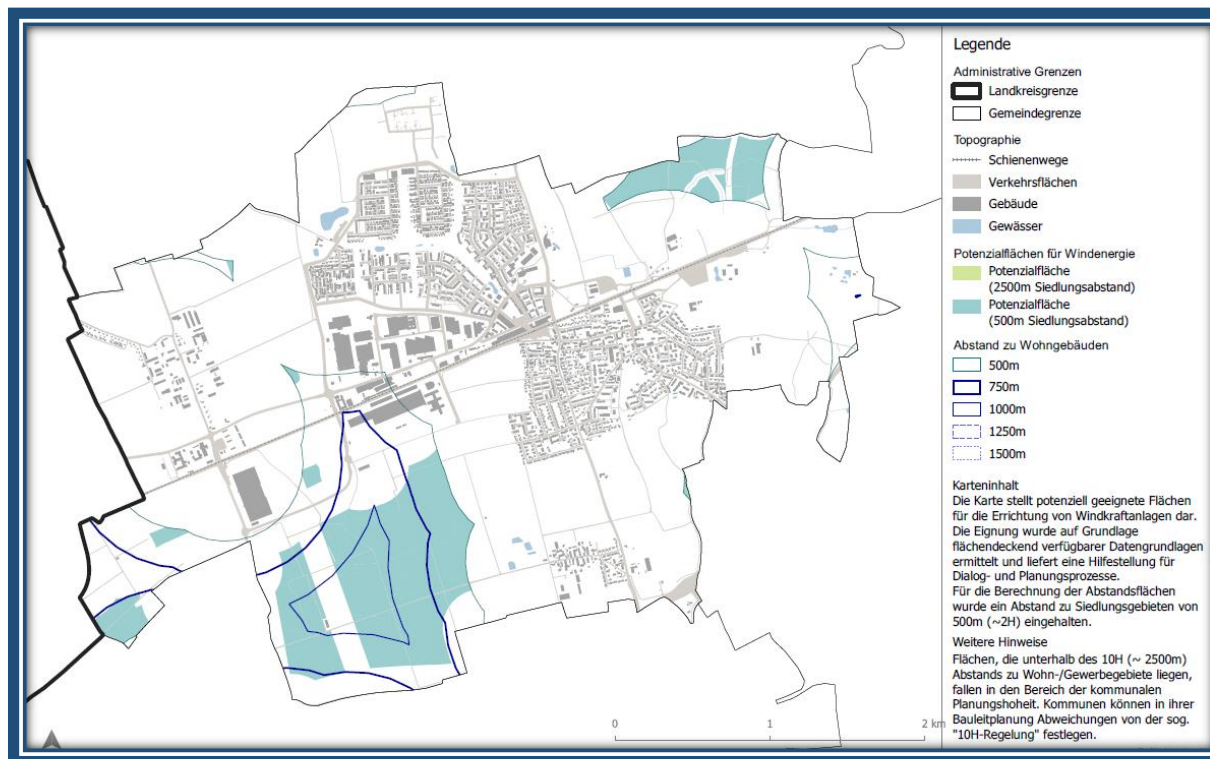 Legende
Administrative Grenzen
Landkreisgrenze
Gemeindegrenze
Topographie
Schienenwege
Verkehrsflächen
Gebäude
Gewässer
Potenzialflächen für Windenergie
Potenzialfläche
(2500m Siedlungsabstand)
Potenzialfläche
(500m Siedlungsabstand)
Abstand zu Wohngebäuden
500m
750m
1000m
1250m
1500m
Karteninhalt
Die Karte stellt potenziell geeignete Flächen
für die Errichtung von Windkraftanlagen dar.
Die Eignung wurde auf Grundlage
flächendeckend verfügbarer Datengrundlagen
ermittelt und liefert eine Hilfestellung für
Dialog- und Planungsprozesse.
Für die Berechnung der Abstandsflächen
wurde ein Abstand zu Siedlungsgebieten von
500m (~2H) eingehalten.
Weitere Hinweise
Flächen, die unterhalb des 10H (~ 2500m)
Abstands zu Wohn-/Gewerbegebiete liegen,
fallen in den Bereich der kommunalen
Planungshoheit. Kommunen können in ihrer
Bauleitplanung Abweichungen von der sog.
"10H-Regelung" festlegen.
0 1 2 km